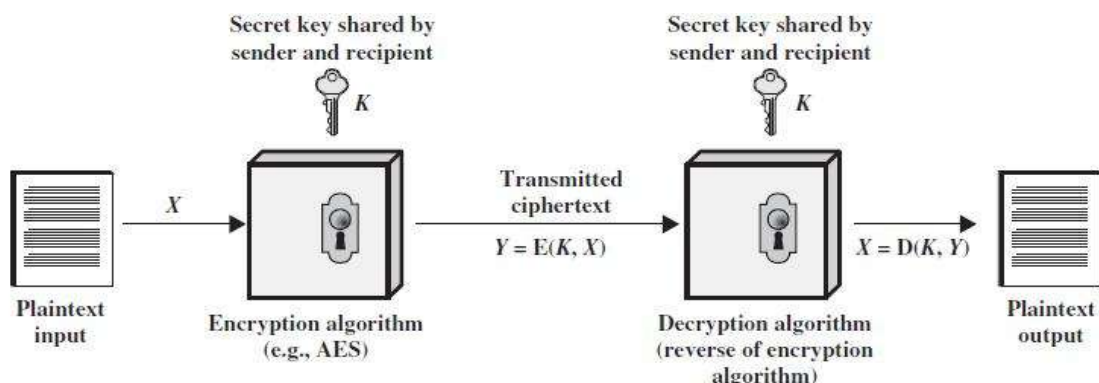 Secret key shared by
sender and recipient
K
Secret key shared by
sender and recipient
K
X
Transmitted
ciphertext
Y = E(K, X)
X = D(K, Y)
Plaintext
input
Encryption algorithm
(e.g., AES)
Decryption algorithm
(reverse of encryption
algorithm)
Plaintext
output